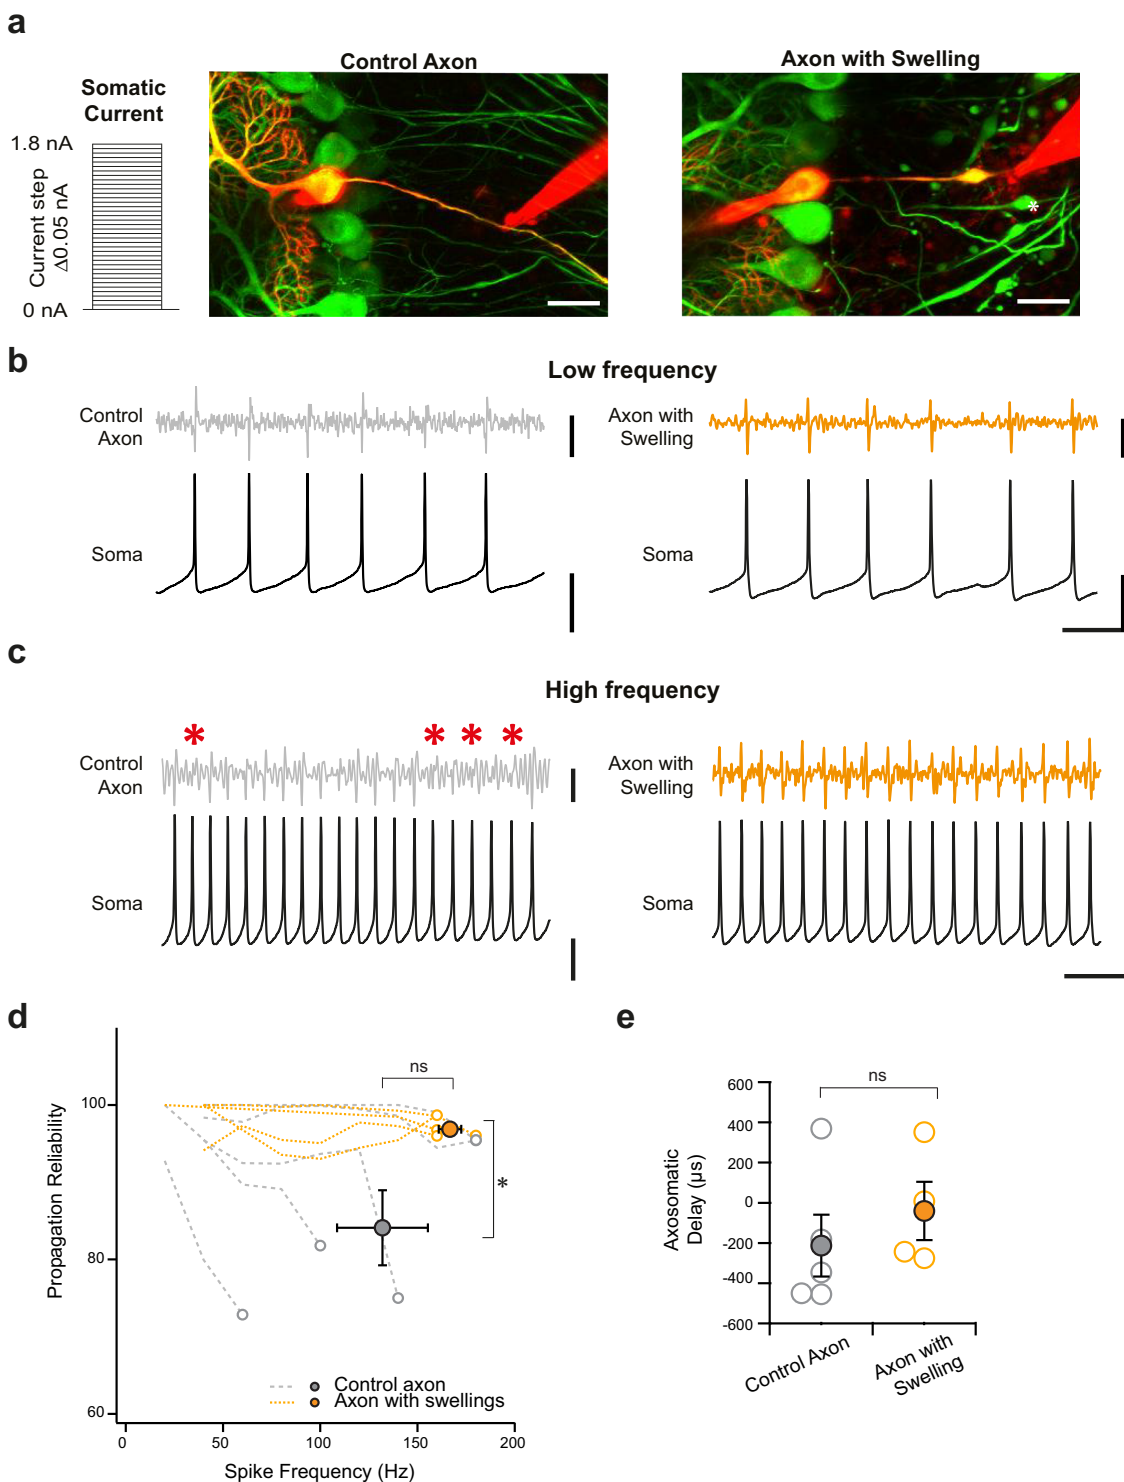 a
Control Axon
Axon with Swelling
Somatic
Current
1.8 nA
Current step
Δ0.05 nA
0 nA
*
b
Low frequency
Control
Axon
Axon with
Swelling
Soma
Soma
c
High frequency
* * * *
Control
Axon
Axon with
Swelling
Soma
Soma
d
ns
100
*
80
60
Propagation Reliability
Control axon
Axon with swellings
0 50 100 150 200
Spike Frequency (Hz)
e
ns
600
400
200
0
-200
-400
-600
Axosomatic
Delay (µs)
Control Axon
Axon with
Swelling